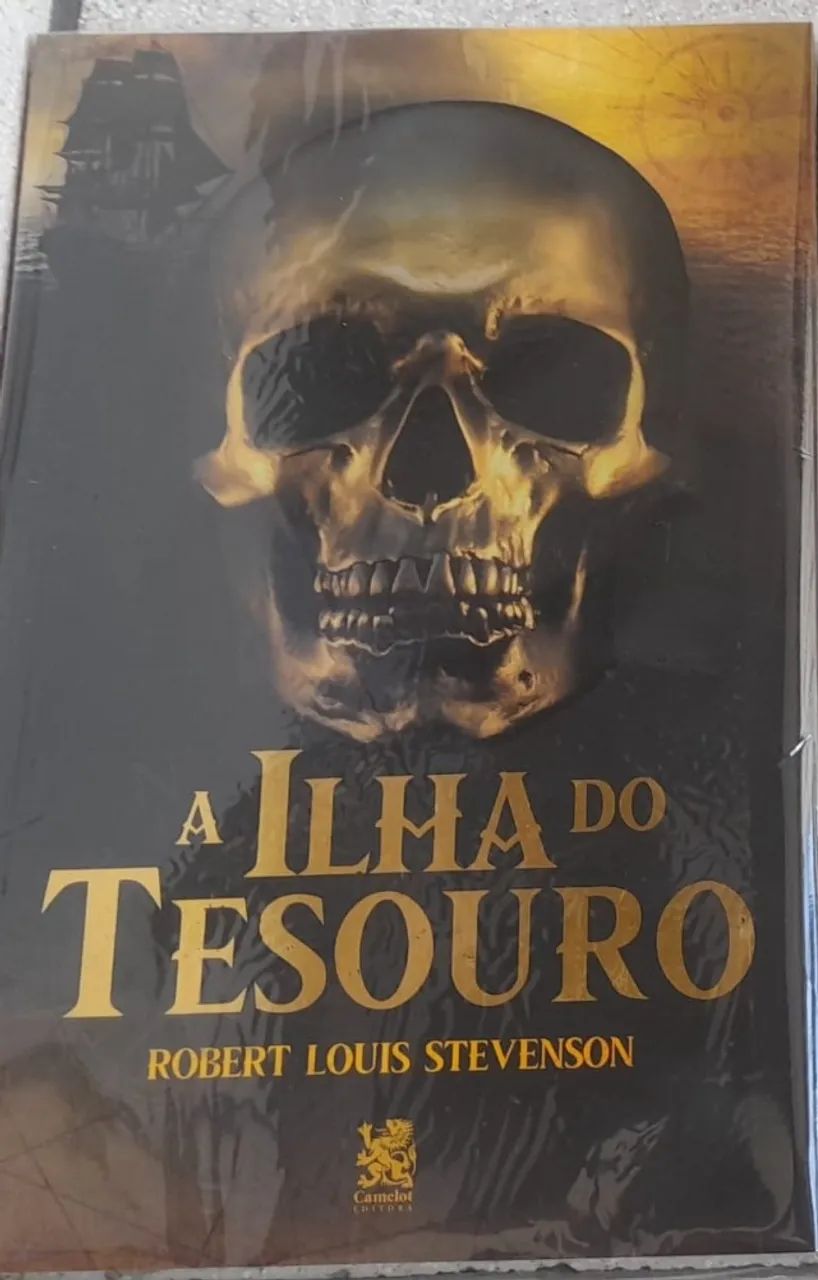 A ILHA DO
TESOURO
ROBERT LOUIS STEVENSON
Camelot
EDITORA